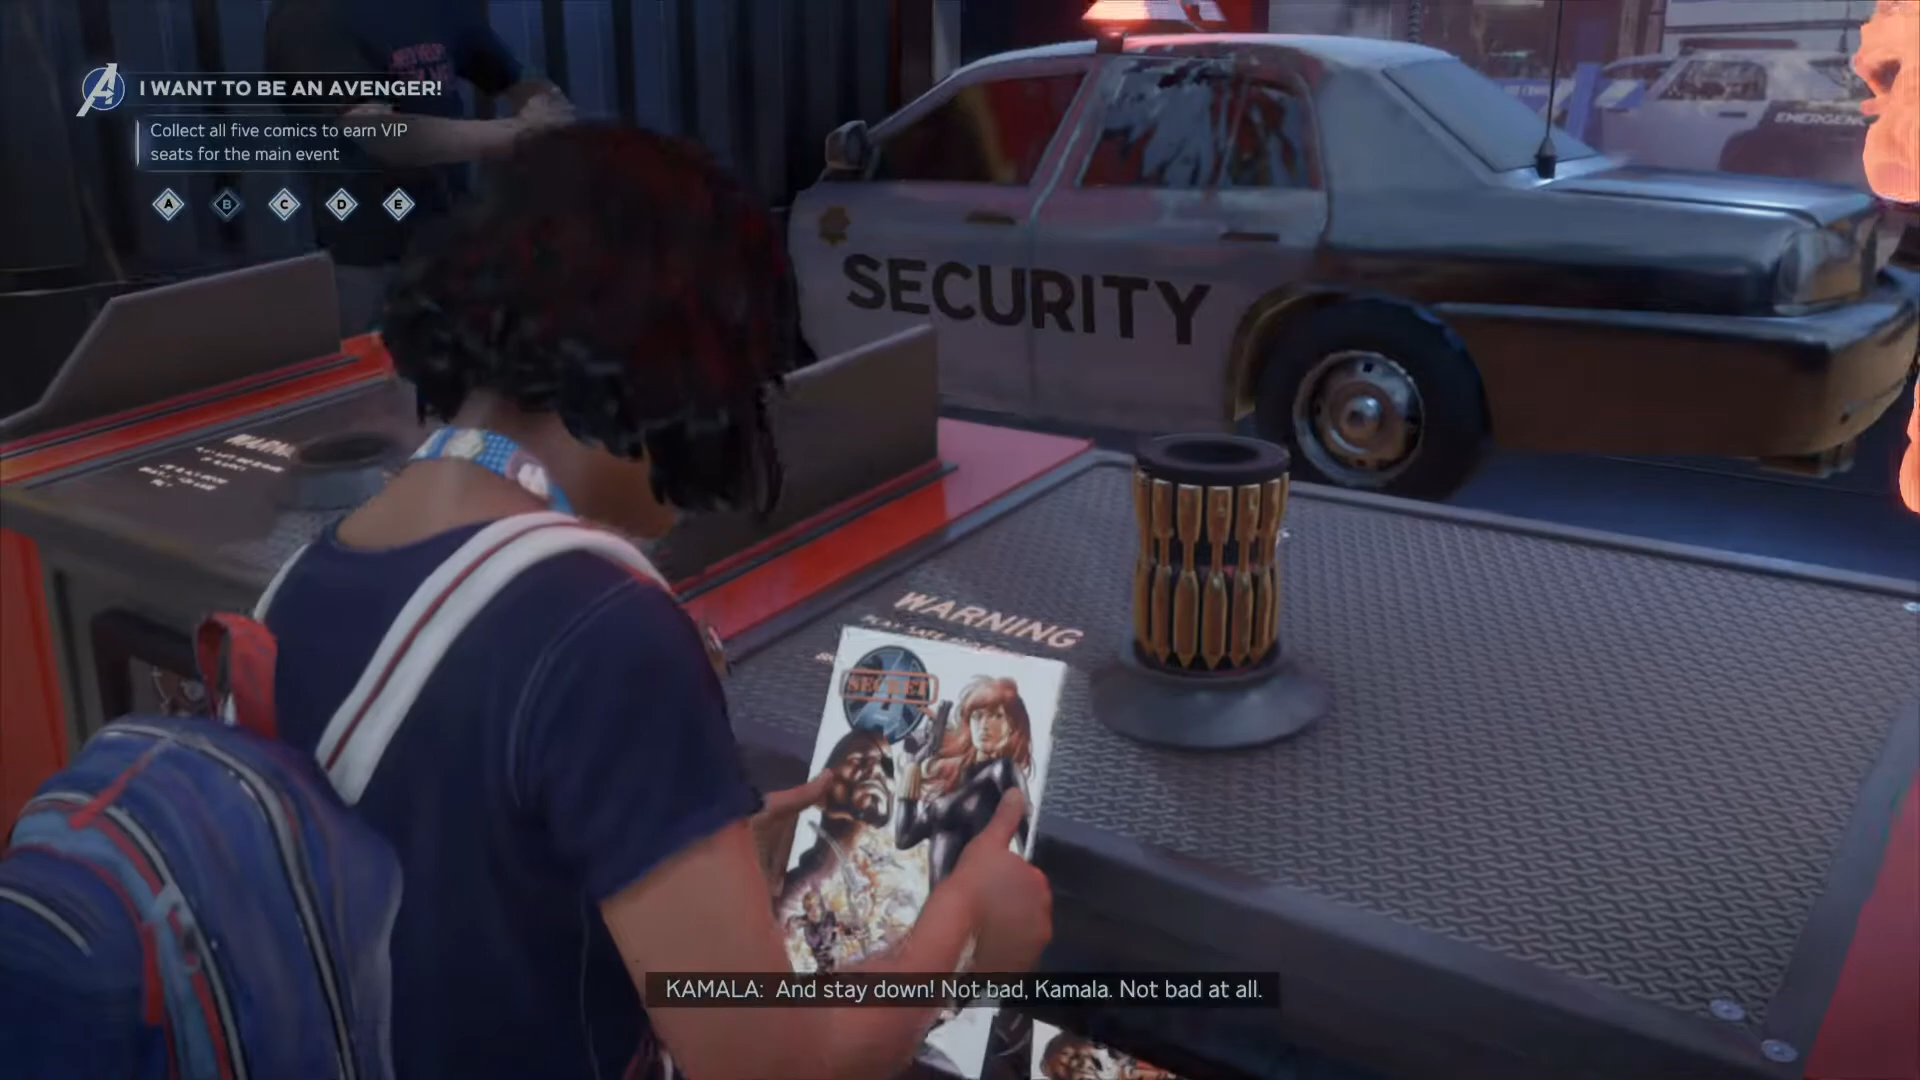 I WANT TO BE AN AVENGER!
Collect all five comics to earn VIP
seats for the main event
A B C D E
EMERGENC
SECURITY
WARNING
SECRET
KAMALA: And stay down! Not bad, Kamala. Not bad at all.